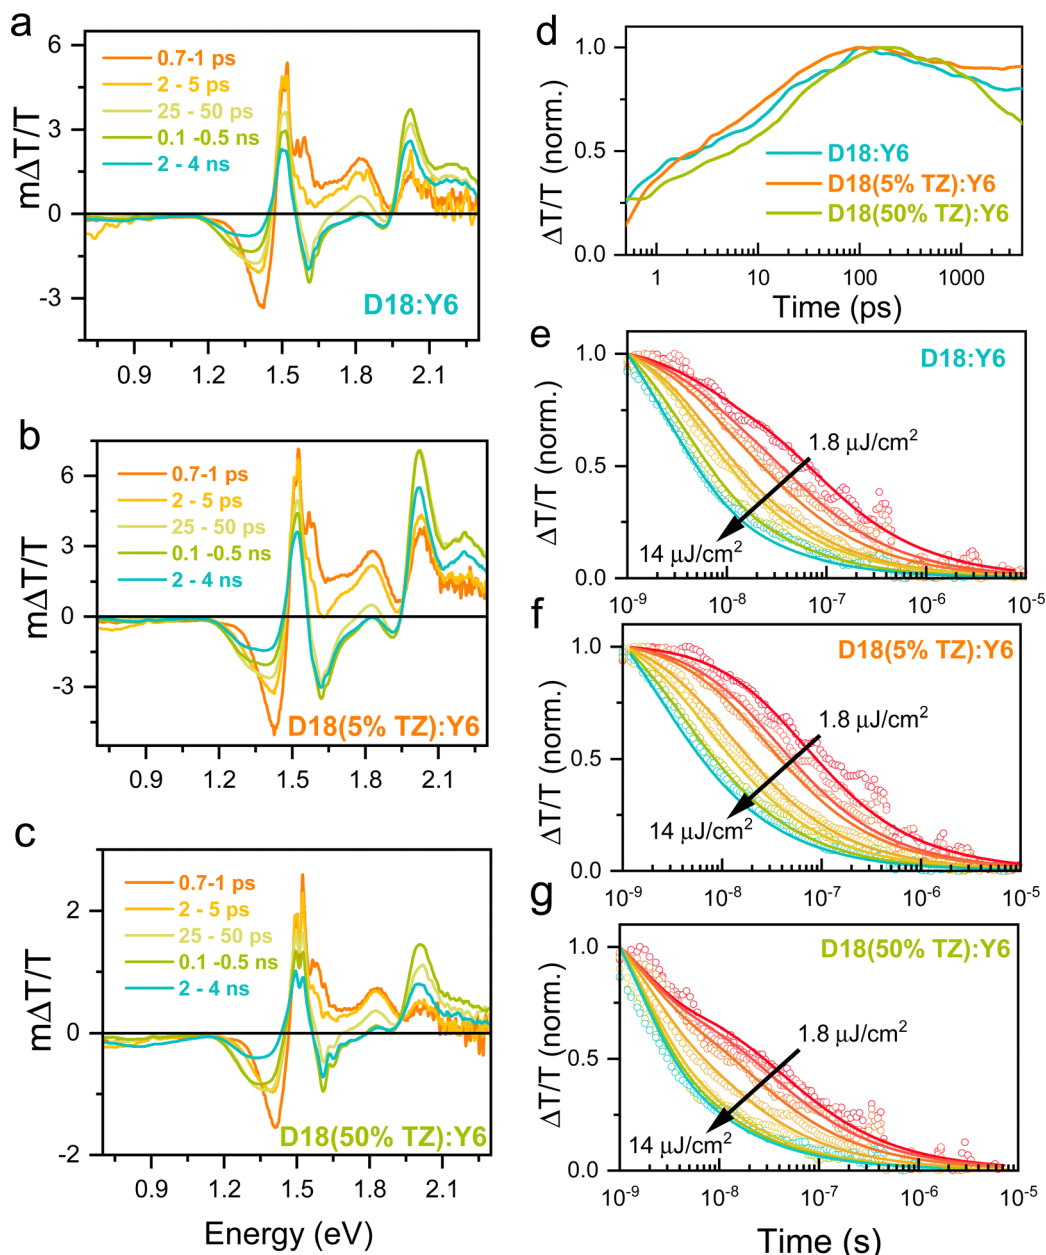 a
6
3
0
-3
mΔT/T
0.7-1 ps
2 - 5 ps
25 - 50 ps
0.1 -0.5 ns
2 - 4 ns
D18:Y6
0.9 1.2 1.5 1.8 2.1
b
6
3
0
-3
mΔT/T
0.7-1 ps
2 - 5 ps
25 - 50 ps
0.1 -0.5 ns
2 - 4 ns
D18(5% TZ):Y6
0.9 1.2 1.5 1.8 2.1
c
2
0
-2
mΔT/T
0.7-1 ps
2 - 5 ps
25 - 50 ps
0.1 -0.5 ns
2 - 4 ns
D18(50% TZ):Y6
0.9 1.2 1.5 1.8 2.1
Energy (eV)
d
1.0
0.5
0.0
ΔT/T (norm.)
D18:Y6
D18(5% TZ):Y6
D18(50% TZ):Y6
1 10 100 1000
Time (ps)
e
1.0
0.5
0.0
ΔT/T (norm.)
D18:Y6
1.8 μJ/cm²
14 μJ/cm²
10⁻⁹ 10⁻⁸ 10⁻⁷ 10⁻⁶ 10⁻⁵
f
1.0
0.5
0.0
ΔT/T (norm.)
D18(5% TZ):Y6
1.8 μJ/cm²
14 μJ/cm²
10⁻⁹ 10⁻⁸ 10⁻⁷ 10⁻⁶ 10⁻⁵
g
1.0
0.5
0.0
ΔT/T (norm.)
D18(50% TZ):Y6
1.8 μJ/cm²
14 μJ/cm²
10⁻⁹ 10⁻⁸ 10⁻⁷ 10⁻⁶ 10⁻⁵
Time (s)